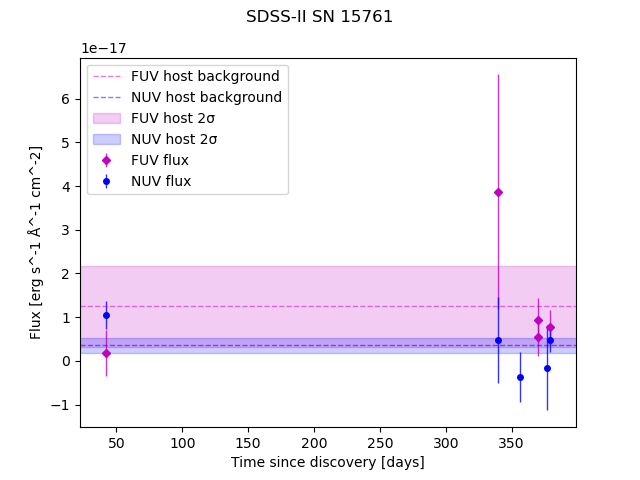 SDSS-II SN 15761
1e−17
FUV host background
NUV host background
FUV host 2σ
NUV host 2σ
FUV flux
NUV flux
6
5
4
3
2
1
0
−1
Flux [erg s^-1 Å^-1 cm^-2]
50 100 150 200 250 300 350
Time since discovery [days]